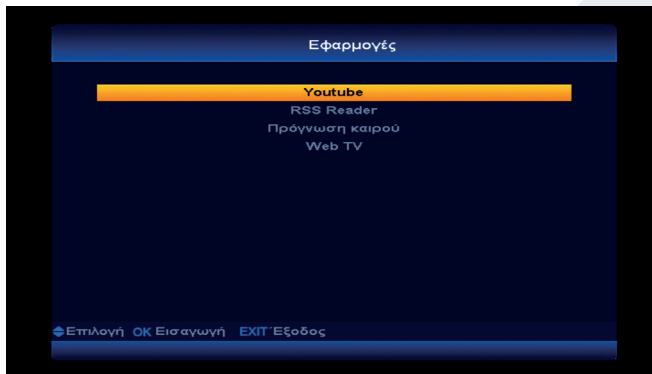 Εφαρμογές
Youtube
RSS Reader
Πρόγνωση καιρού
Web TV
Επιλογή OK Εισαγωγή EXIT Έξοδος